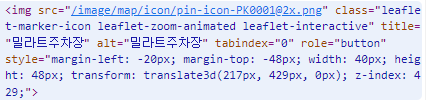 <img src="/image/map/icon/pin-icon-PK0001@2x.png" class="leafle
t-marker-icon leaflet-zoom-animated leaflet-interactive" title=
"밀라트주차장" alt="밀라트주차장" tabindex="0" role="button"
style="margin-left: -20px; margin-top: -48px; width: 40px; heig
ht: 48px; transform: translate3d(217px, 429px, 0px); z-index: 4
29;">